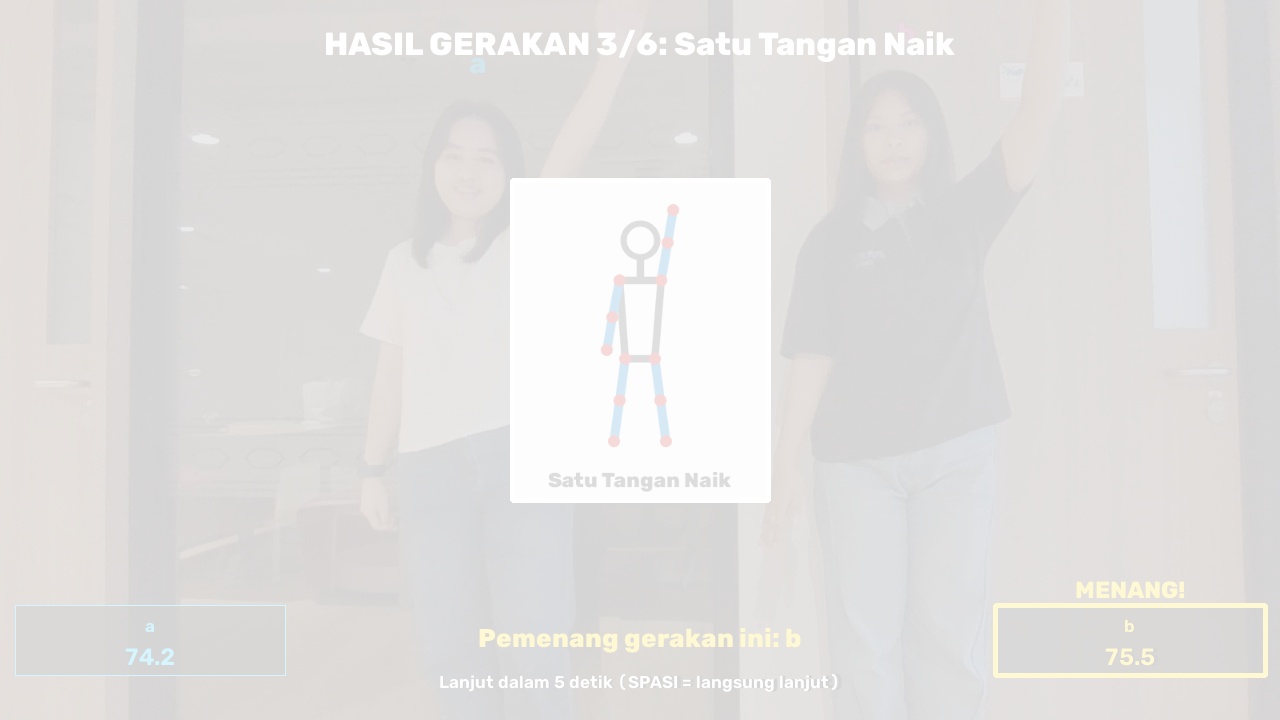 HASIL GERAKAN 3/6: Satu Tangan Naik
a
Satu Tangan Naik
MENANG!
a
74.2
Pemenang gerakan ini: b
b
75.5
Lanjut dalam 5 detik (SPASI = langsung lanjut)